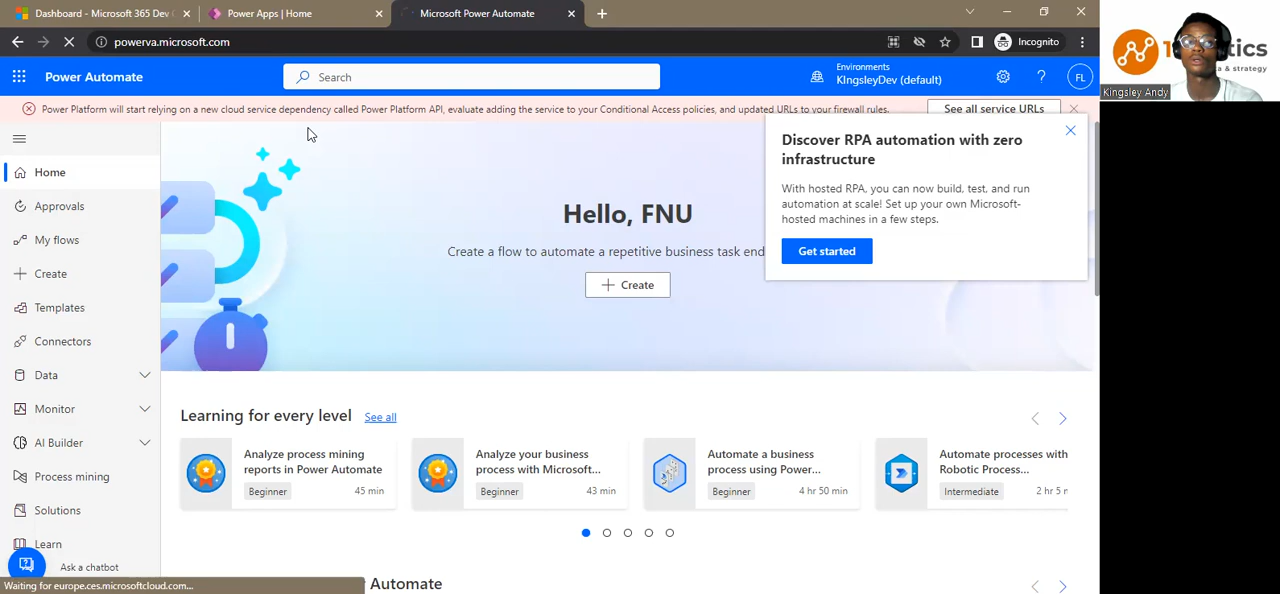 Dashboard - Microsoft 365 Dev
Power Apps | Home
Microsoft Power Automate
powerva.microsoft.com
Incognito
Power Automate
Search
Environments
KIngsleyDev (default)
FL
Power Platform will start relying on a new cloud service dependency called Power Platform API, evaluate adding the service to your Conditional Access policies, and updated URLs to your firewall rules.
See all service URLs
Home
Approvals
My flows
Create
Templates
Connectors
Data
Monitor
AI Builder
Process mining
Solutions
Learn
Ask a chatbot
Hello, FNU
Create a flow to automate a repetitive business task end
Create
Discover RPA automation with zero
infrastructure
With hosted RPA, you can now build, test, and run
automation at scale! Set up your own Microsoft-
hosted machines in a few steps.
Get started
Learning for every level
See all
Analyze process mining
reports in Power Automate
Beginner
45 min
Analyze your business
process with Microsoft...
Beginner
43 min
Automate a business
process using Power...
Beginner
4 hr 50 min
Automate processes with
Robotic Process...
Intermediate
2 hr 5
Automate
Waiting for europe.ces.microsoftcloud.com...
Kingsley Andy
& strategy